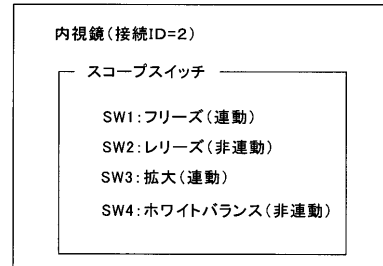 内視鏡(接続ID=2)
スコープスイッチ
SW1:フリーズ(連動)
SW2:レリーズ(非連動)
SW3:拡大(連動)
SW4:ホワイトバランス(非連動)